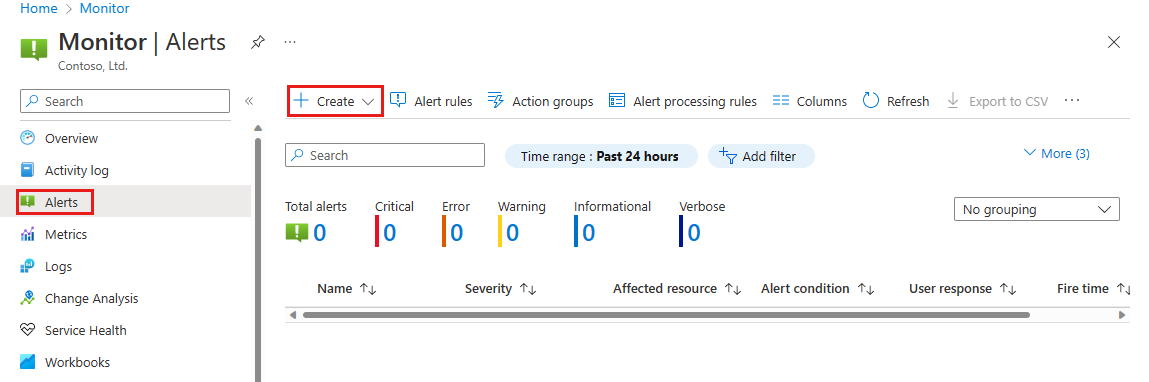 Home > Monitor
Monitor | Alerts
Contoso, Ltd.
Search
Overview
Activity log
Alerts
Metrics
Logs
Change Analysis
Service Health
Workbooks
Create
Alert rules
Action groups
Alert processing rules
Columns
Refresh
Export to CSV
Search
Time range : Past 24 hours
Add filter
More (3)
Total alerts Critical Error Warning Informational Verbose
0 0 0 0 0 0
No grouping
Name Severity Affected resource Alert condition User response Fire time